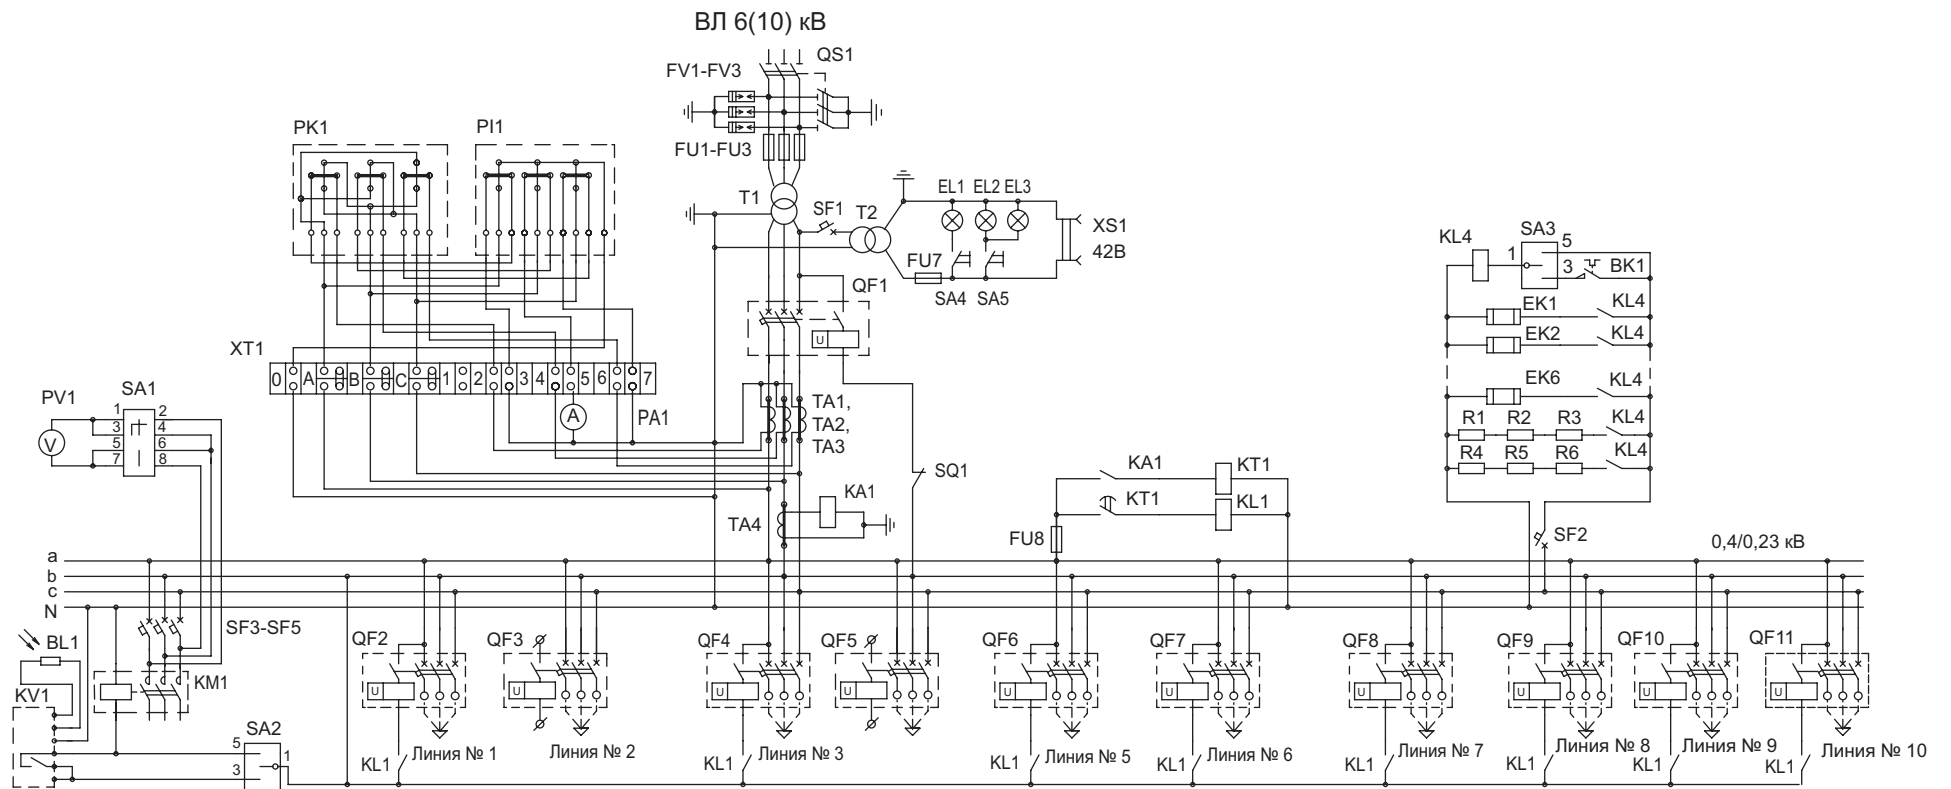 ВЛ 6(10) кВ
QS1
FV1-FV3
FU1-FU3
PK1
PI1
T1
SF1
T2
EL1 EL2 EL3
XS1
42В
FU7
SA4 SA5
QF1
U
KL4
SA3
1
5
3
BK1
EK1
KL4
EK2
KL4
EK6
KL4
R1 R2 R3 KL4
R4 R5 R6 KL4
SF2
XT1
0 A B C 1 2 3 4 5 6 7
A
PA1
TA1,
TA2,
TA3
PV1
V
SA1
1 2
3 4
5 6
7 8
SQ1
KA1
TA4
KA1
KT1
KT1
KL1
FU8
0,4/0,23 кВ
a
b
c
N
BL1
SF3-SF5
KM1
KV1
SA2
5
3
1
QF2
U
QF3
U
QF4
U
QF5
U
QF6
U
QF7
U
QF8
U
QF9
U
QF10
U
QF11
U
KL1
Линия № 1
Линия № 2
KL1
Линия № 3
KL1
Линия № 5
KL1
Линия № 6
KL1
Линия № 7
KL1
Линия № 8
KL1
Линия № 9
KL1
Линия № 10